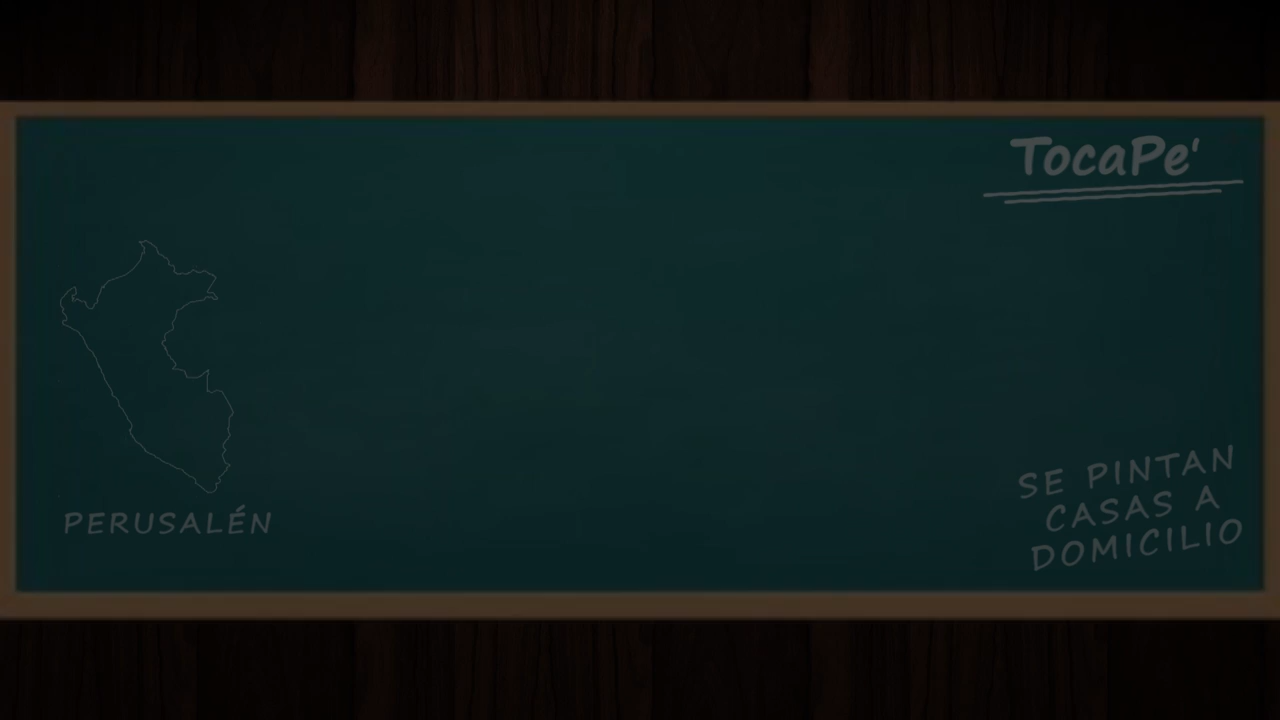 TocaPe'
PERUSALÉN
SE PINTAN
CASAS A
DOMICILIO